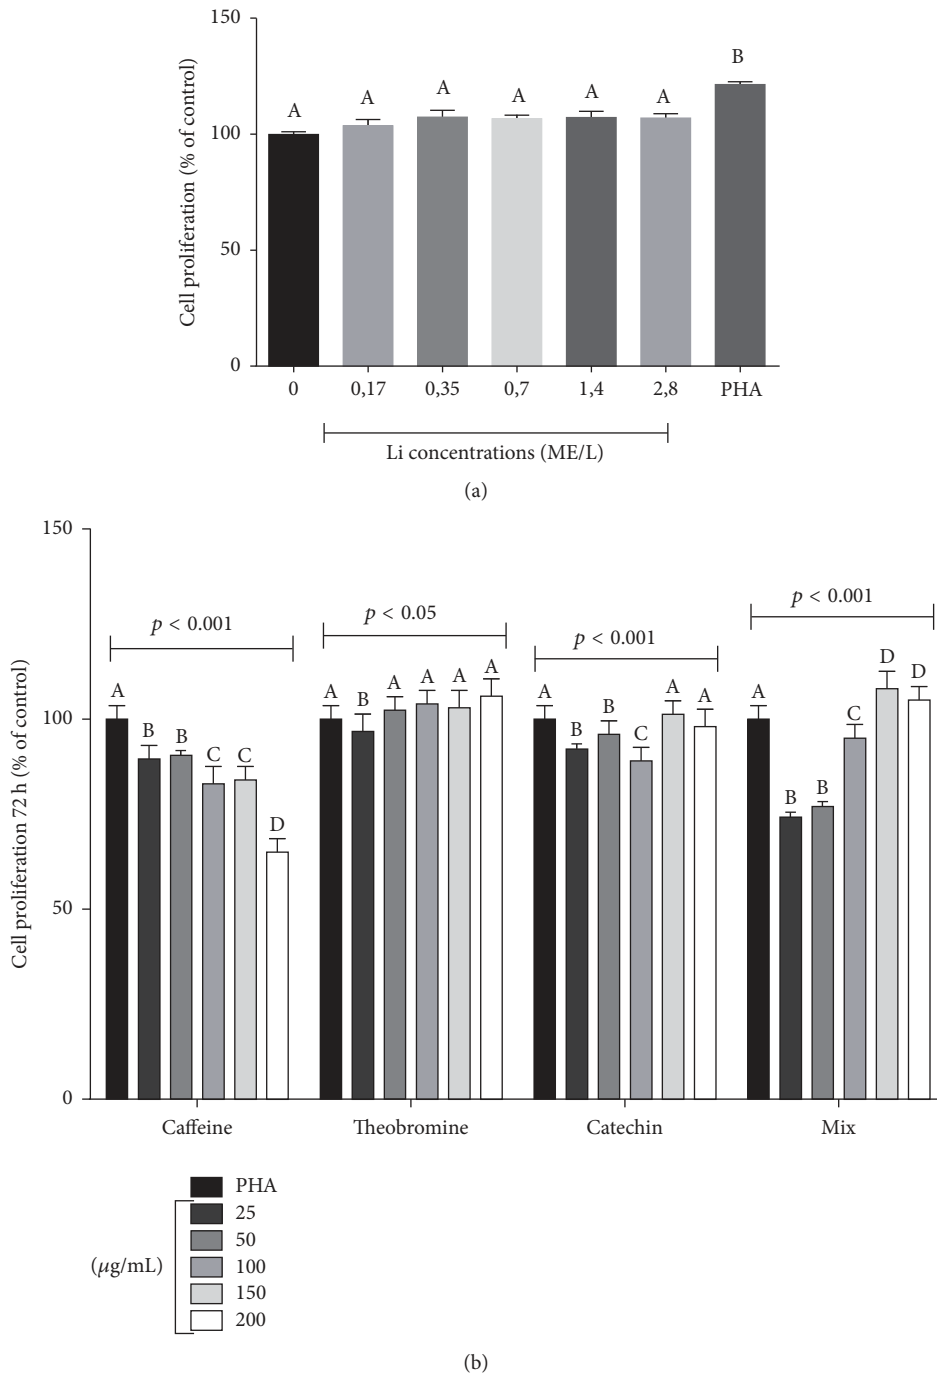 150
100
50
0
Cell proliferation (% of control)
A
A
A
A
A
A
B
0
0,17
0,35
0,7
1,4
2,8
PHA
Li concentrations (ME/L)
(a)
150
100
50
0
Cell proliferation 72 h (% of control)
p < 0.001
p < 0.05
p < 0.001
p < 0.001
A
B
B
C
C
D
A
B
A
A
A
A
A
B
B
C
A
A
A
B
B
C
D
D
Caffeine
Theobromine
Catechin
Mix
PHA
25
50
100
150
200
(μg/mL)
(b)